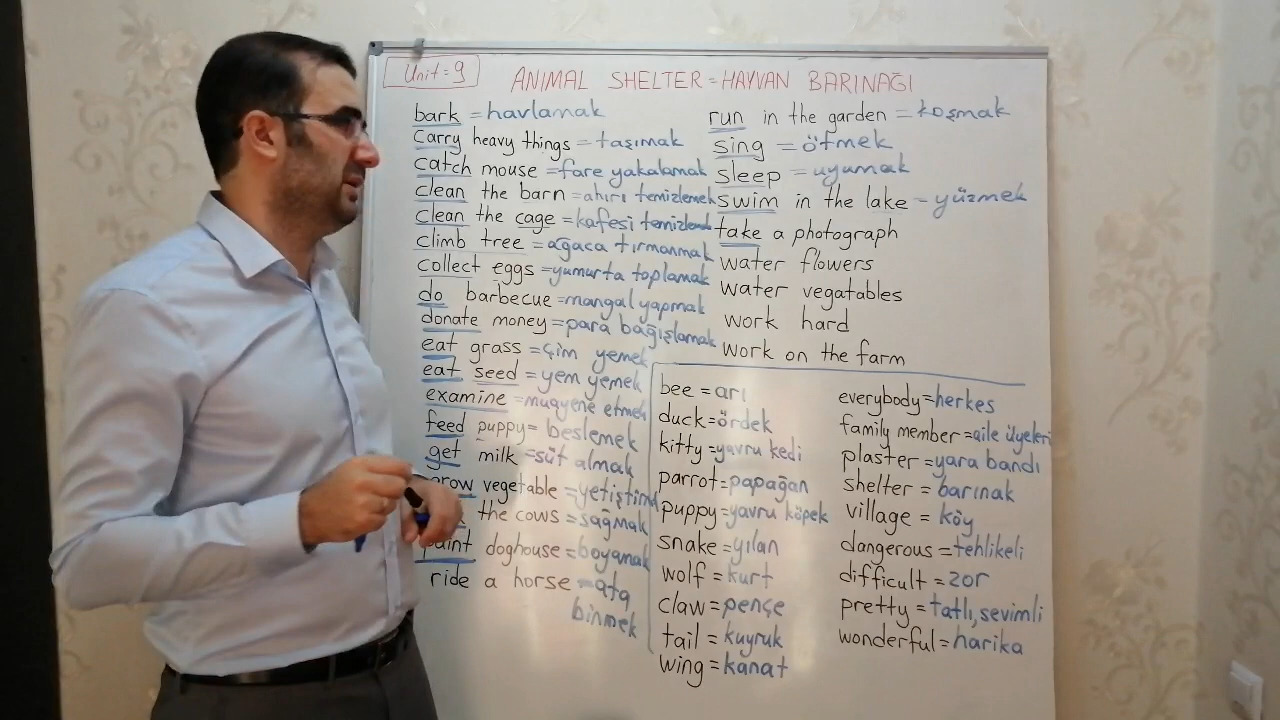 Unit=9
ANIMAL SHELTER = HAYVAN BARINAĞI
bark = havlamak
carry heavy things = taşımak
catch mouse = fare yakalamak
clean the barn = ahırı temizlemek
clean the cage = kafesi
climb tree = ağaca tırmanmak
collect eggs = yumurta toplamak
do barbecue = mangal yapmak
donate money = para bağışlamak
eat grass = çim yemek
eat seed = yem yemek
examine = muayene etmek
feed puppy = beslemek
get milk = süt almak
vegetable =
the cows = sağmak
paint doghouse = boyamak
ride a horse = ata
binmek
run in the garden = koşmak
sing = ötmek
sleep = uyumak
swim in the lake = yüzmek
take a photograph
water flowers
water vegatables
work hard
work on the farm
bee = arı
duck = ördek
kitty = yavru kedi
parrot = papağan
puppy = yavru köpek
snake = yılan
wolf = kurt
claw = pençe
tail = kuyruk
wing = kanat
everybody = herkes
family member = aile üyeleri
plaster = yara bandı
shelter = barınak
village = köy
dangerous = tehlikeli
difficult = zor
pretty = tatlı, sevimli
wonderful = harika